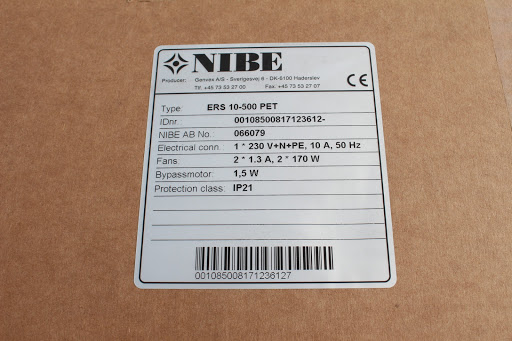 NIBE
Producer: Genvex A/S - Sverigesvej 6 - DK-6100 Haderslev
Tlf. +45 73 53 27 00 Fax: +45 73 53 27 07
CE
Type: ERS 10-500 PET
IDnr. 00108500817123612-
NIBE AB No.: 066079
Electrical conn. 1 * 230 V+N+PE, 10 A, 50 Hz
Fans: 2 * 1.3 A, 2 * 170 W
Bypassmotor: 1,5 W
Protection class: IP21
001085008171236127